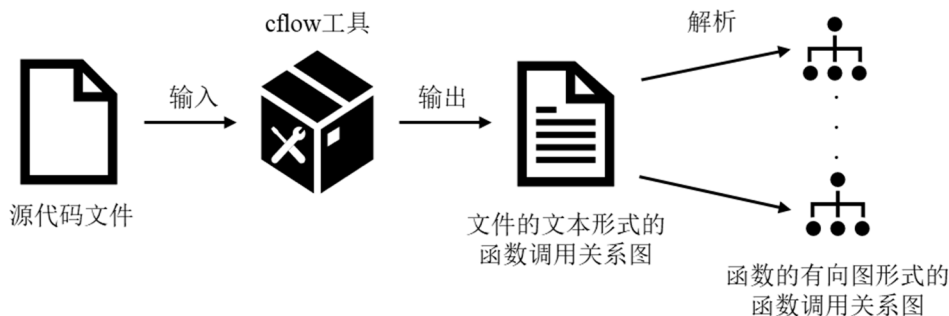 cflow工具
解析
输入
输出
源代码文件
文件的文本形式的
函数调用关系图
函数的有向图形式的
函数调用关系图